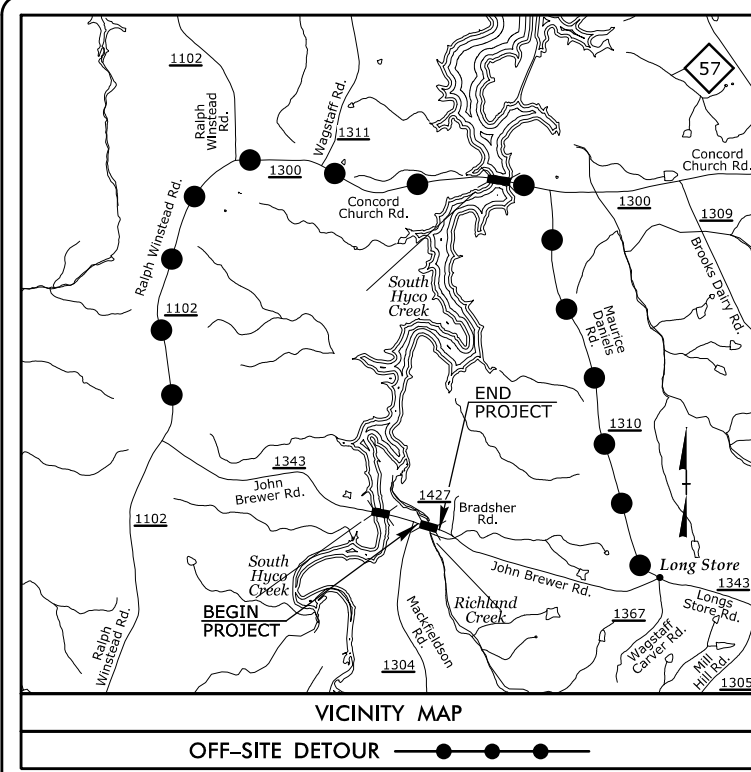 1102
57
Ralph
Winstead
Rd.
Wagstaff Rd.
1311
Concord
Church Rd.
1300
Concord
Church Rd.
1300
1309
Ralph Winstead Rd.
Brooks Dairy Rd.
South
Hyco
Creek
1102
Maurice
Daniels
Rd.
END
PROJECT
1310
1343
John
Brewer Rd.
1427
Bradsher
Rd.
1102
South
Hyco
Creek
John Brewer Rd.
Long Store
1343
Longs
Store Rd.
BEGIN
PROJECT
Mackfieldson
Rd.
Richland
Creek
1367
Wagstaff
Carver Rd.
Mill
Hill Rd.
Ralph
Winstead Rd.
1304
1305
VICINITY MAP
OFF-SITE DETOUR